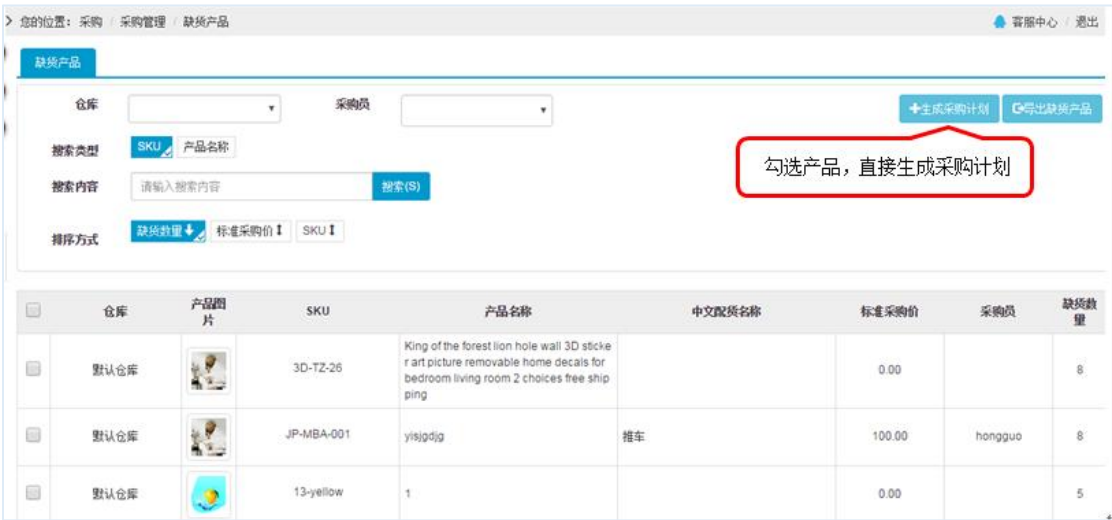 您的位置： 采购 / 采购管理 / 缺货产品
客服中心 / 退出
缺货产品
仓库
采购员
+生成采购计划
导出缺货产品
勾选产品，直接生成采购计划
搜索类型 SKU 产品名称
搜索内容 请输入搜索内容 搜索(S)
排序方式 缺货数量 标准采购价 SKU
仓库 产品图片 SKU 产品名称 中文配货名称 标准采购价 采购员 缺货数量
默认仓库 3D-TZ-26
King of the forest lion hole wall 3D sticke
r art picture removable home decals for
bedroom living room 2 choices free ship
ping
0.00 8
默认仓库 JP-MBA-001 yisjgdjg 推车 100.00 hongguo 8
默认仓库 13-yellow 1 0.00 5